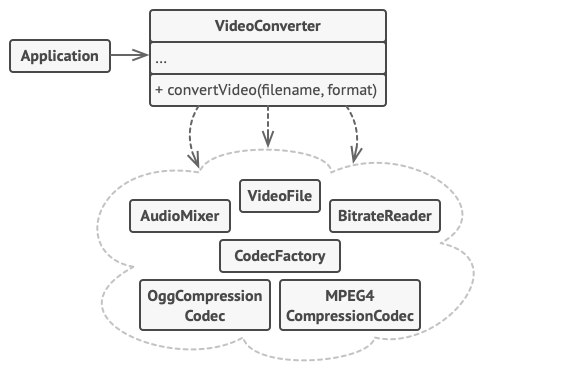 VideoConverter
Application
...
+ convertVideo(filename, format)
VideoFile
AudioMixer
BitrateReader
CodecFactory
OggCompression
Codec
MPEG4
CompressionCodec